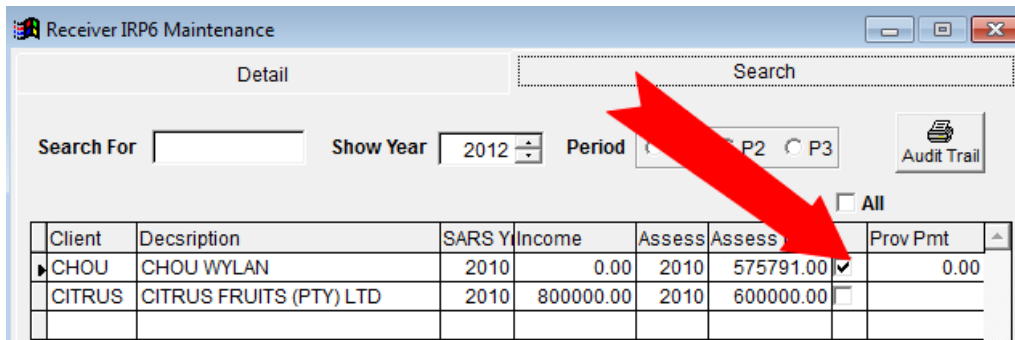 Receiver IRP6 Maintenance
Detail Search
Search For Show Year 2012 Period P2 P3 Audit Trail
All
Client Decsription SARS Y Income Assess Assess Prov Pmt
CHOU CHOU WYLAN 2010 0.00 2010 575791.00 0.00
CITRUS CITRUS FRUITS (PTY) LTD 2010 800000.00 2010 600000.00